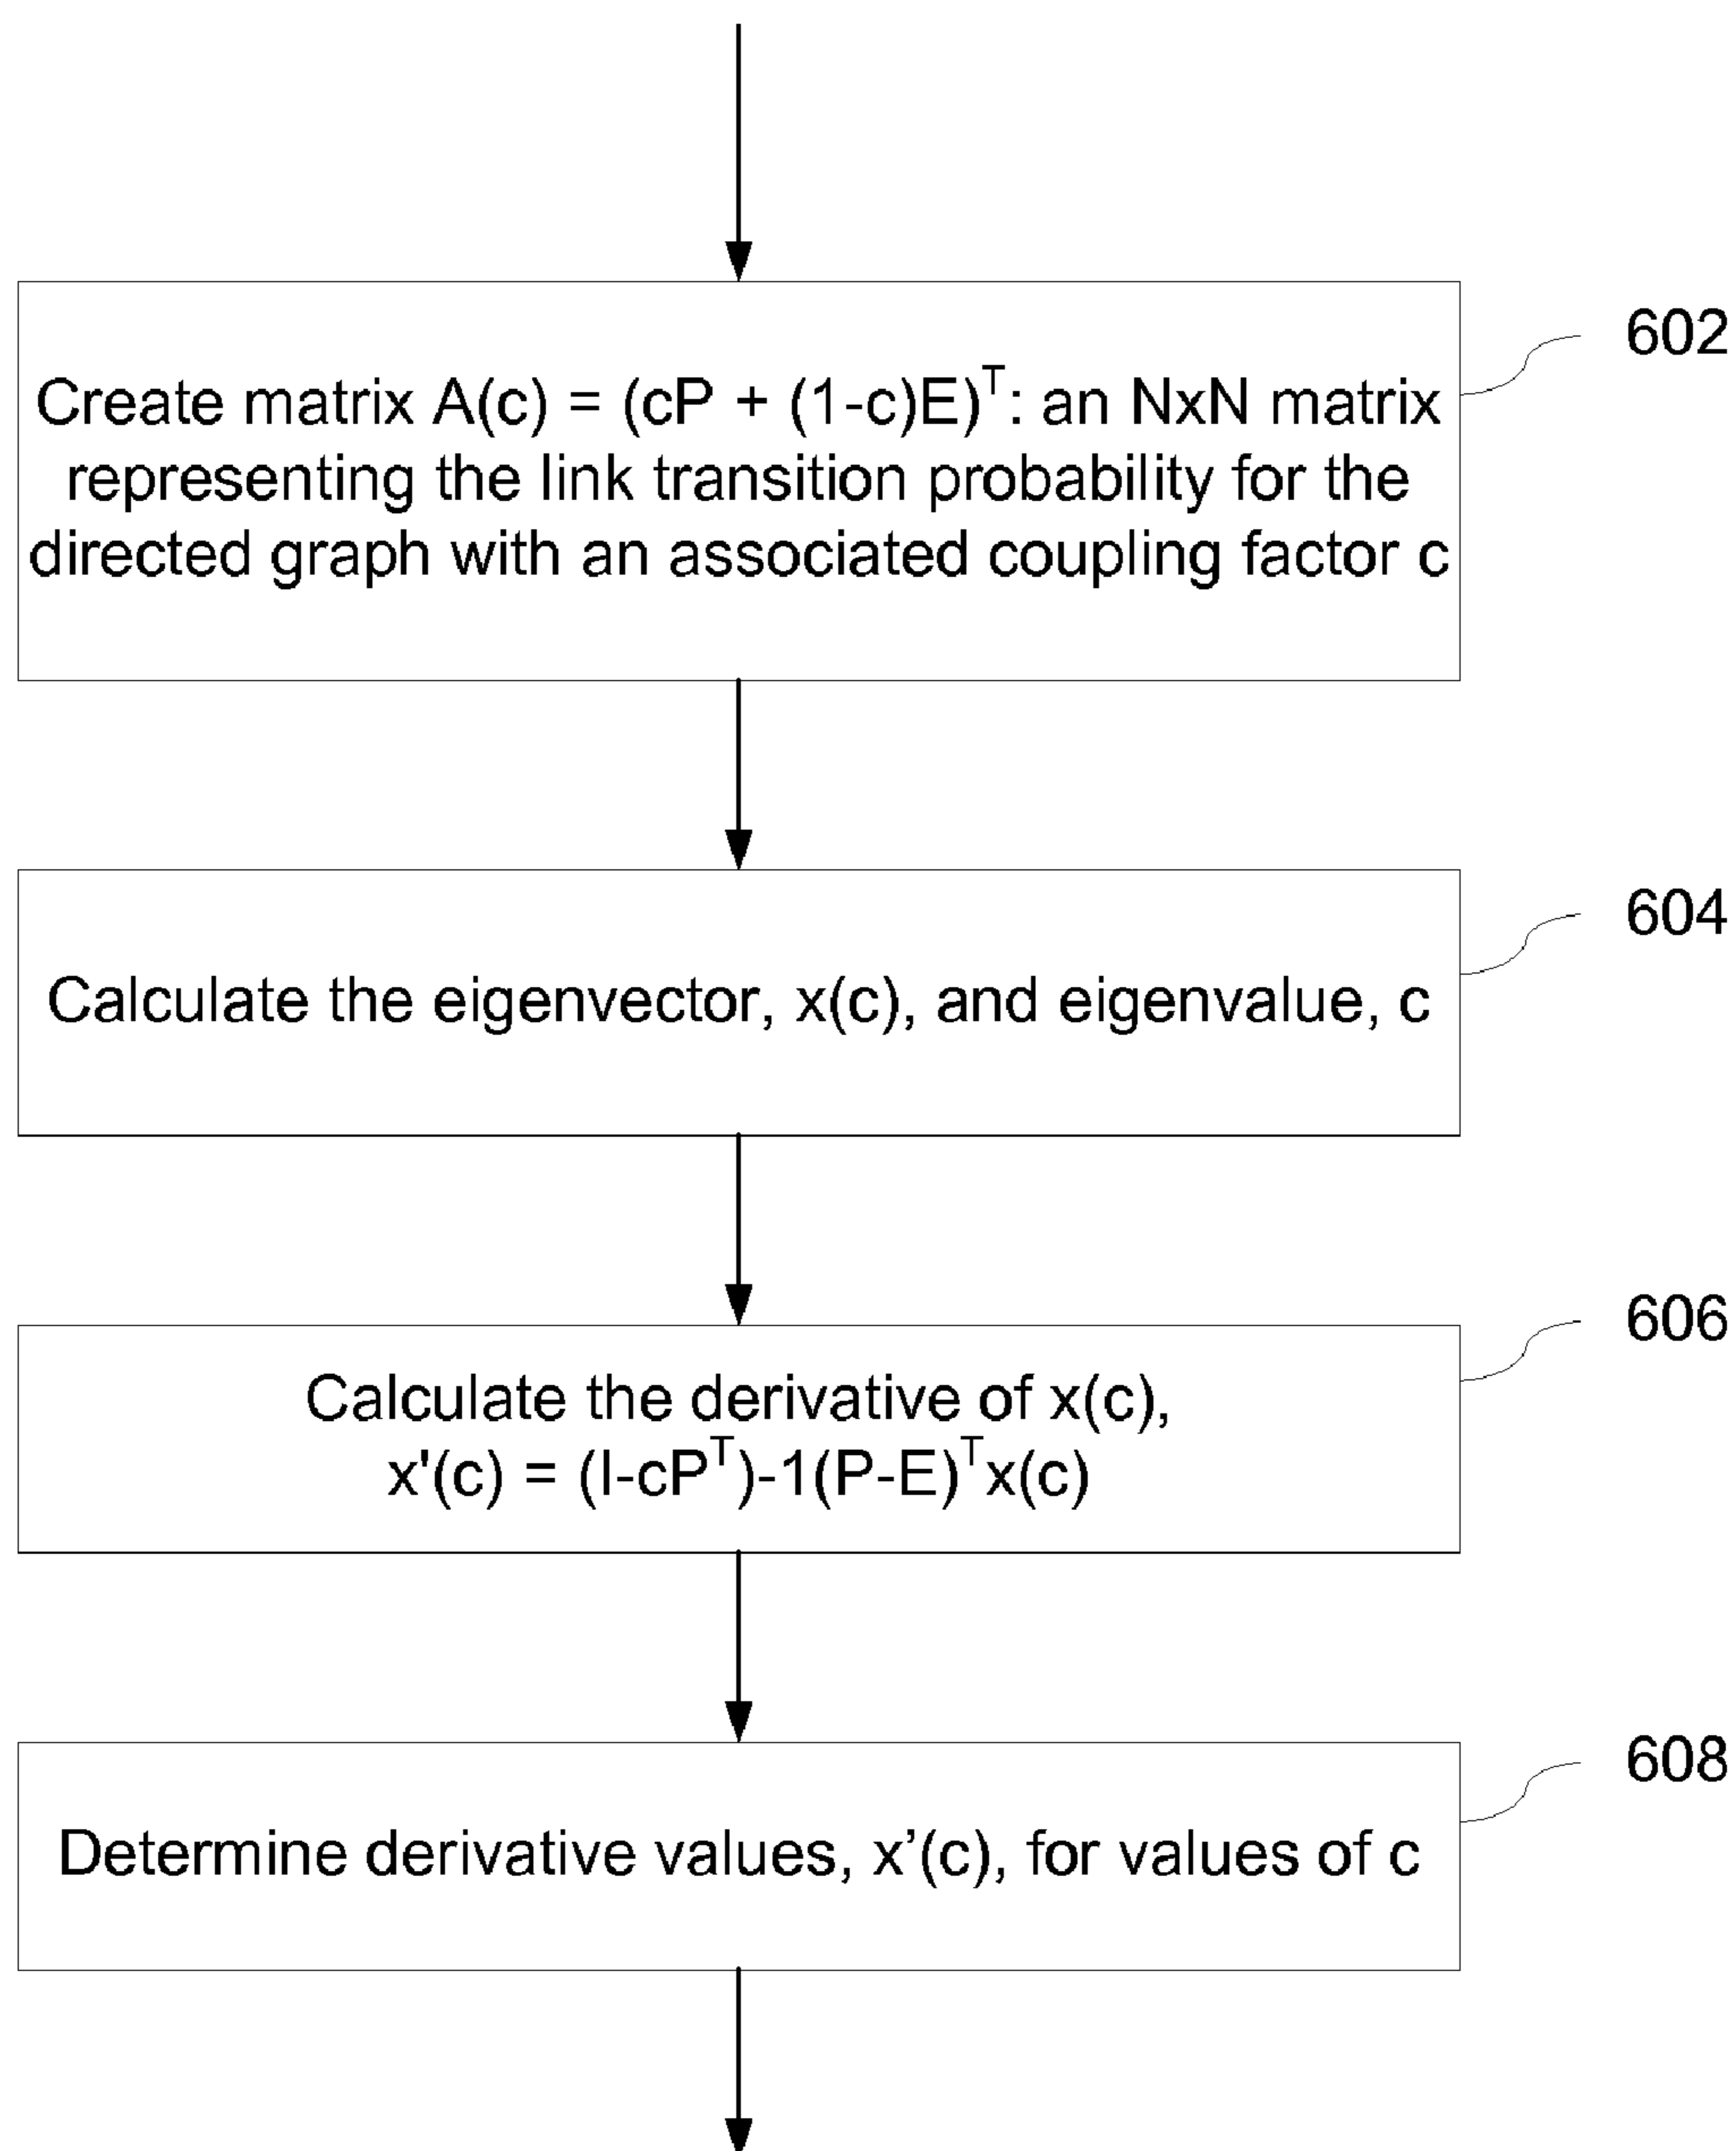 Create matrix A(c) = (cP + (1-c)E)ᵀ: an NxN matrix
representing the link transition probability for the
directed graph with an associated coupling factor c
602
Calculate the eigenvector, x(c), and eigenvalue, c
604
Calculate the derivative of x(c),
x'(c) = (I-cPᵀ)-1(P-E)ᵀx(c)
606
Determine derivative values, x’(c), for values of c
608